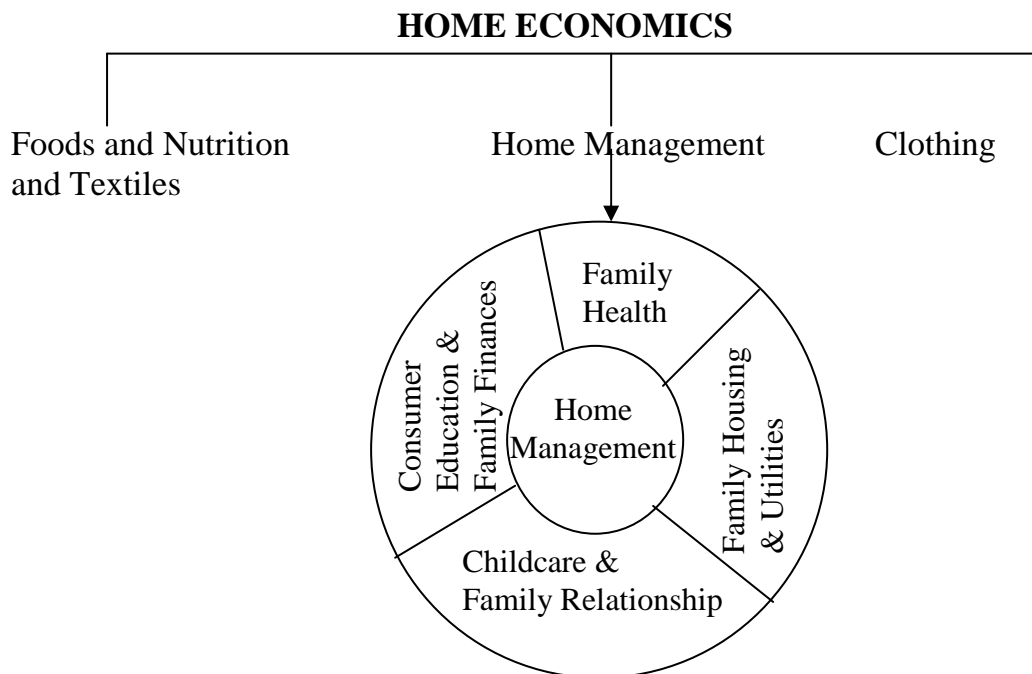 HOME ECONOMICS
Foods and Nutrition
and Textiles
Home Management
Clothing
Family
Health
Consumer
Education &
Family Finances
Home
Management
Family Housing
& Utilities
Childcare &
Family Relationship